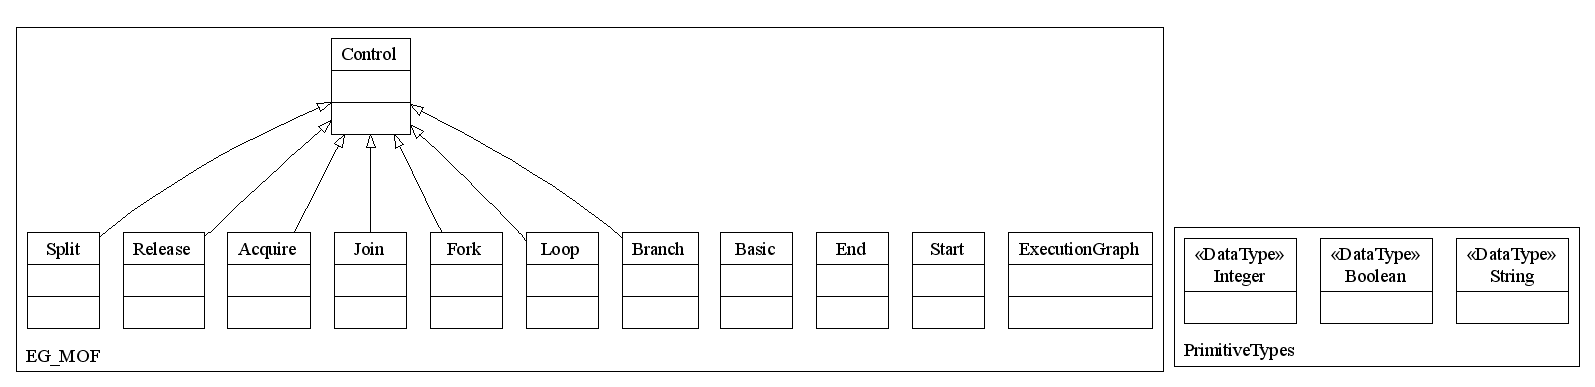 Control
Split
Release
Acquire
Join
Fork
Loop
Branch
Basic
End
Start
ExecutionGraph
EG_MOF
«DataType»
Integer
«DataType»
Boolean
«DataType»
String
PrimitiveTypes